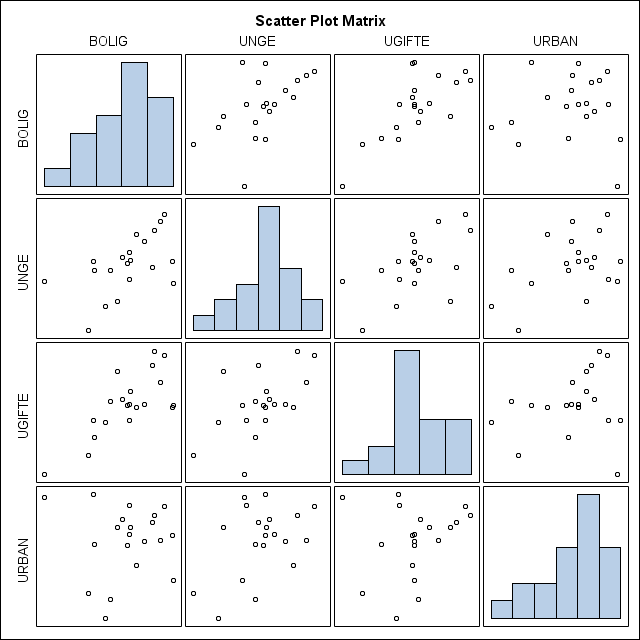 Scatter Plot Matrix
BOLIG UNGE UGIFTE URBAN
BOLIG
UNGE
UGIFTE
URBAN